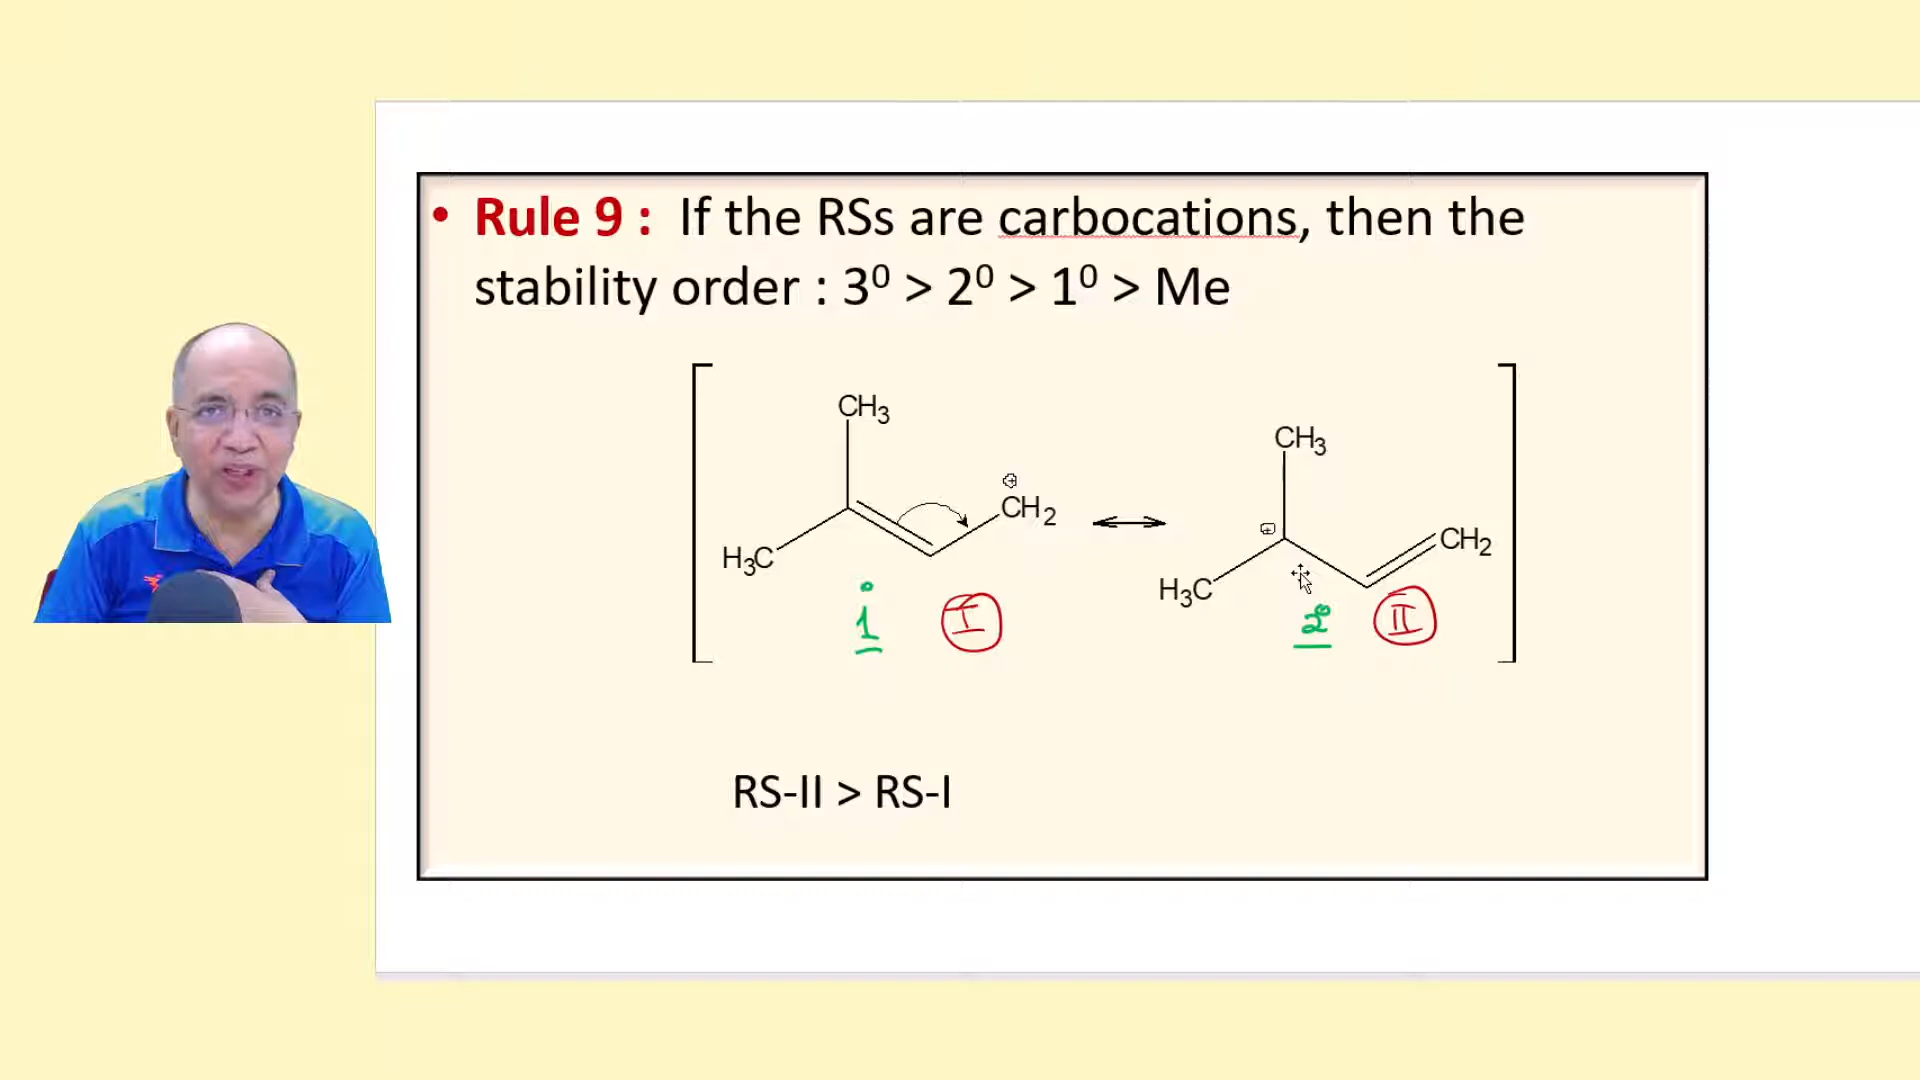 • Rule 9 : If the RSs are carbocations, then the
stability order : 3⁰ > 2⁰ > 1⁰ > Me
CH₃
⊕
CH₂
H₃C
1° I
CH₃
⊕
CH₂
H₃C
2° II
RS-II > RS-I